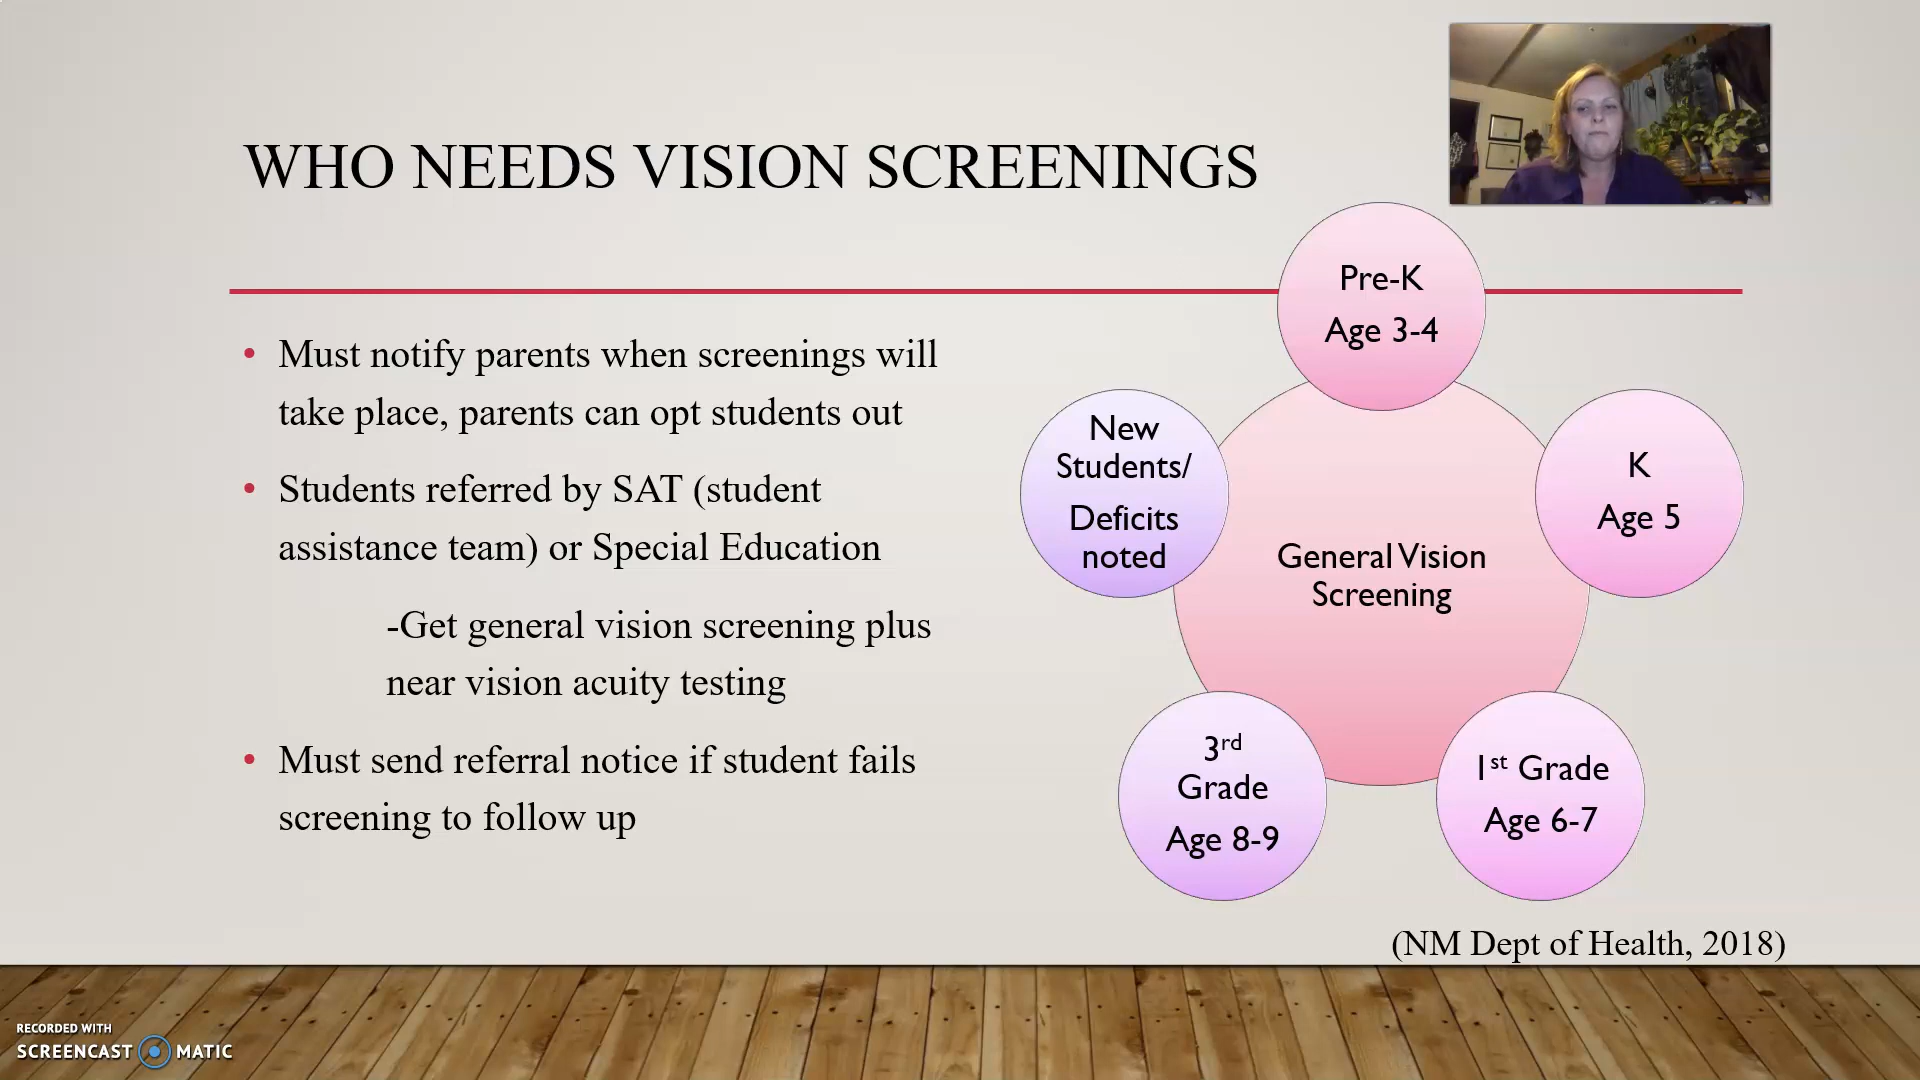 WHO NEEDS VISION SCREENINGS
• Must notify parents when screenings will
take place, parents can opt students out
• Students referred by SAT (student
assistance team) or Special Education
-Get general vision screening plus
near vision acuity testing
• Must send referral notice if student fails
screening to follow up
Pre-K
Age 3-4
K
Age 5
1st Grade
Age 6-7
3rd
Grade
Age 8-9
New
Students/
Deficits
noted
General Vision
Screening
(NM Dept of Health, 2018)
RECORDED WITH
SCREENCAST MATIC